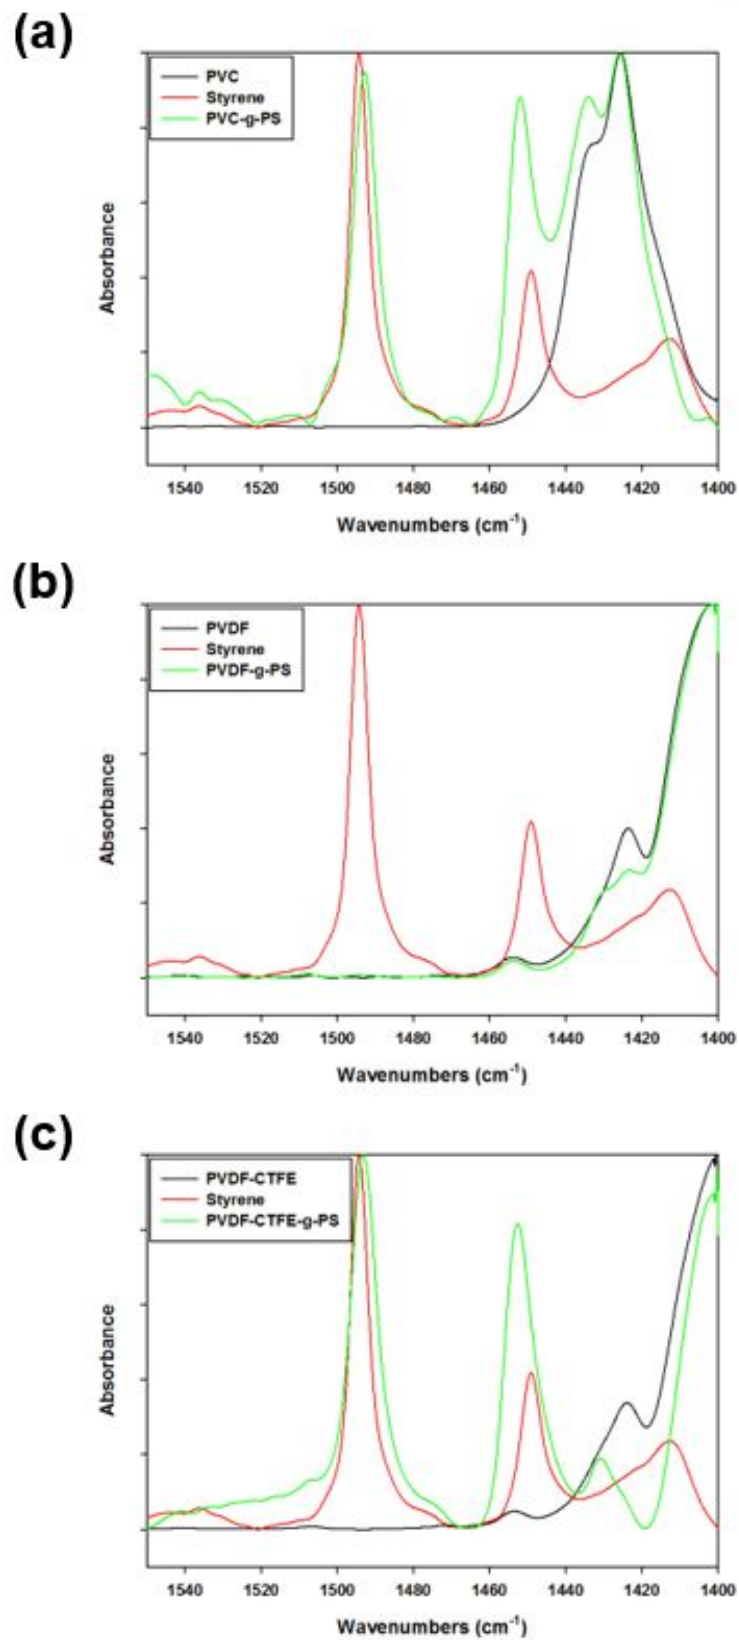 (a)
PVC
Styrene
PVC-g-PS
Absorbance
1540 1520 1500 1480 1460 1440 1420 1400
Wavenumbers (cm⁻¹)
(b)
PVDF
Styrene
PVDF-g-PS
Absorbance
1540 1520 1500 1480 1460 1440 1420 1400
Wavenumbers (cm⁻¹)
(c)
PVDF-CTFE
Styrene
PVDF-CTFE-g-PS
Absorbance
1540 1520 1500 1480 1460 1440 1420 1400
Wavenumbers (cm⁻¹)